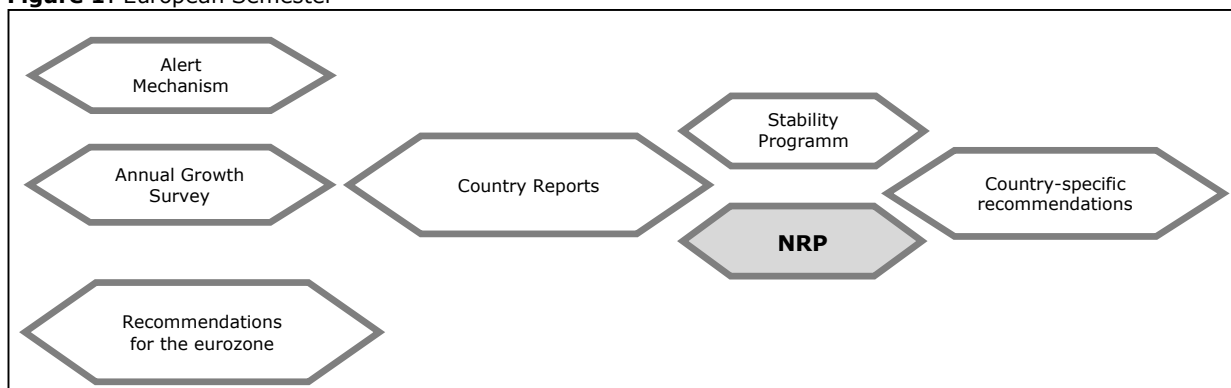 Figure 1: European Semester
Alert
Mechanism
Annual Growth
Survey
Recommendations
for the eurozone
Country Reports
Stability
Programm
NRP
Country-specific
recommendations